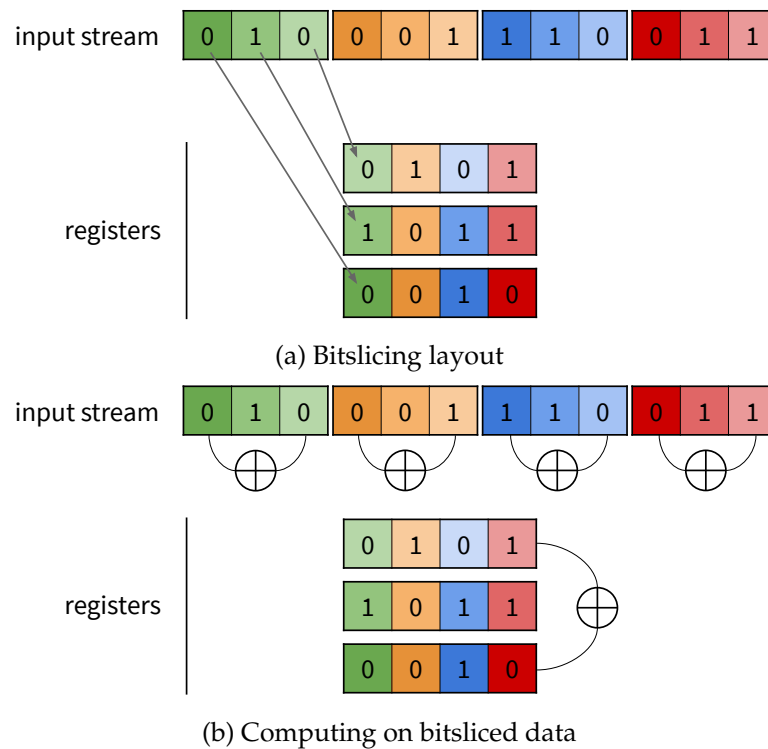 input stream 0 1 0 0 0 1 1 1 0 0 1 1
0 1 0 1
registers 1 0 1 1
0 0 1 0
(a) Bitslicing layout
input stream 0 1 0 0 0 1 1 1 0 0 1 1
0 1 0 1
registers 1 0 1 1
0 0 1 0
(b) Computing on bitsliced data